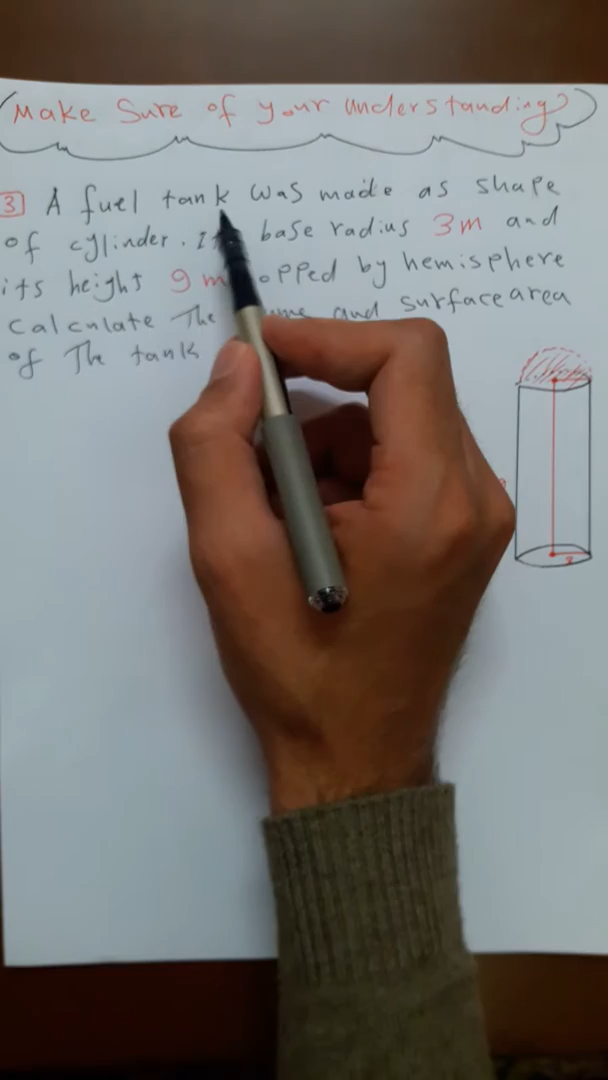 Make Sure of your understanding
3 A fuel tank was made as shape
of cylinder. base radius 3m and
its height 9 m by hemisphere
Calculate The and surface area
of The tank
3